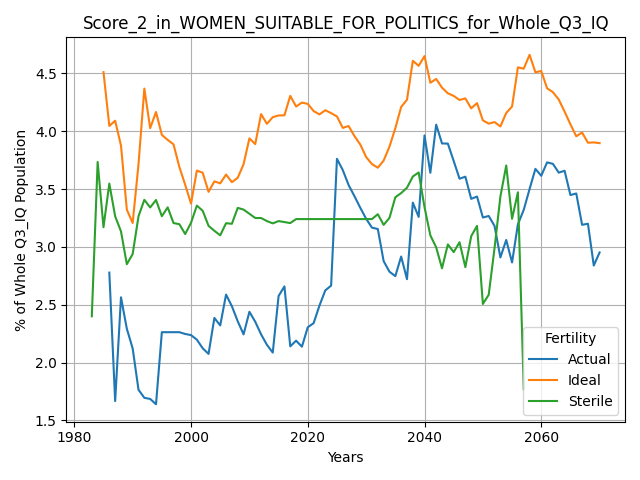 Score_2_in_WOMEN_SUITABLE_FOR_POLITICS_for_Whole_Q3_IQ
% of Whole Q3_IQ Population
4.5
4.0
3.5
3.0
2.5
2.0
1.5
1980
2000
2020
2040
2060
Years
Fertility
Actual
Ideal
Sterile